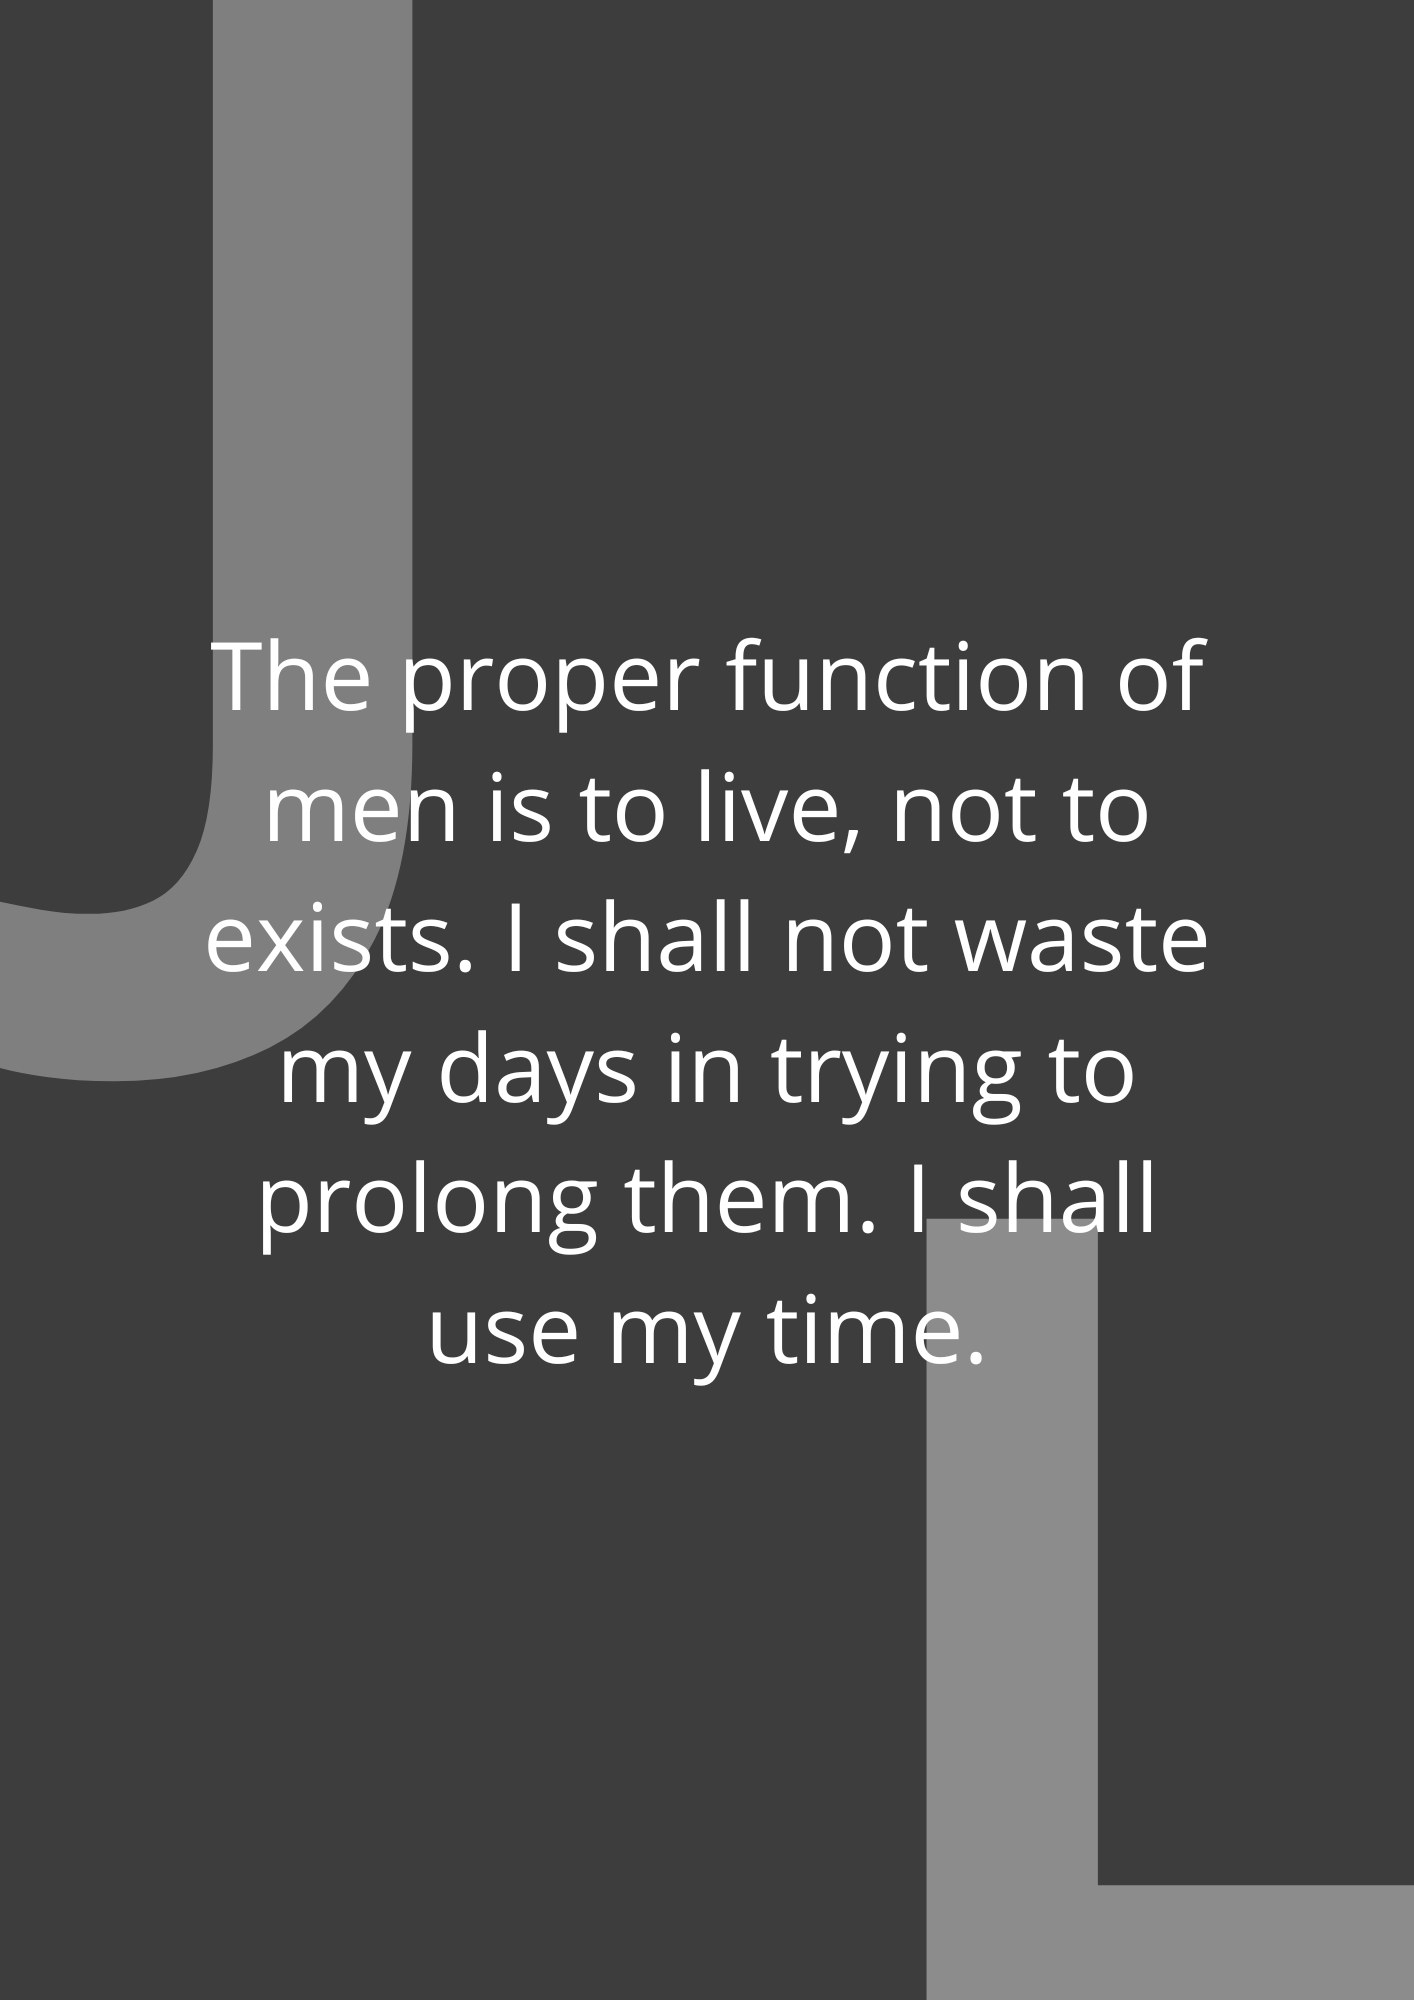 J
The proper function of
men is to live, not to
exists. I shall not waste
my days in trying to
prolong them. I shall
use my time.
L